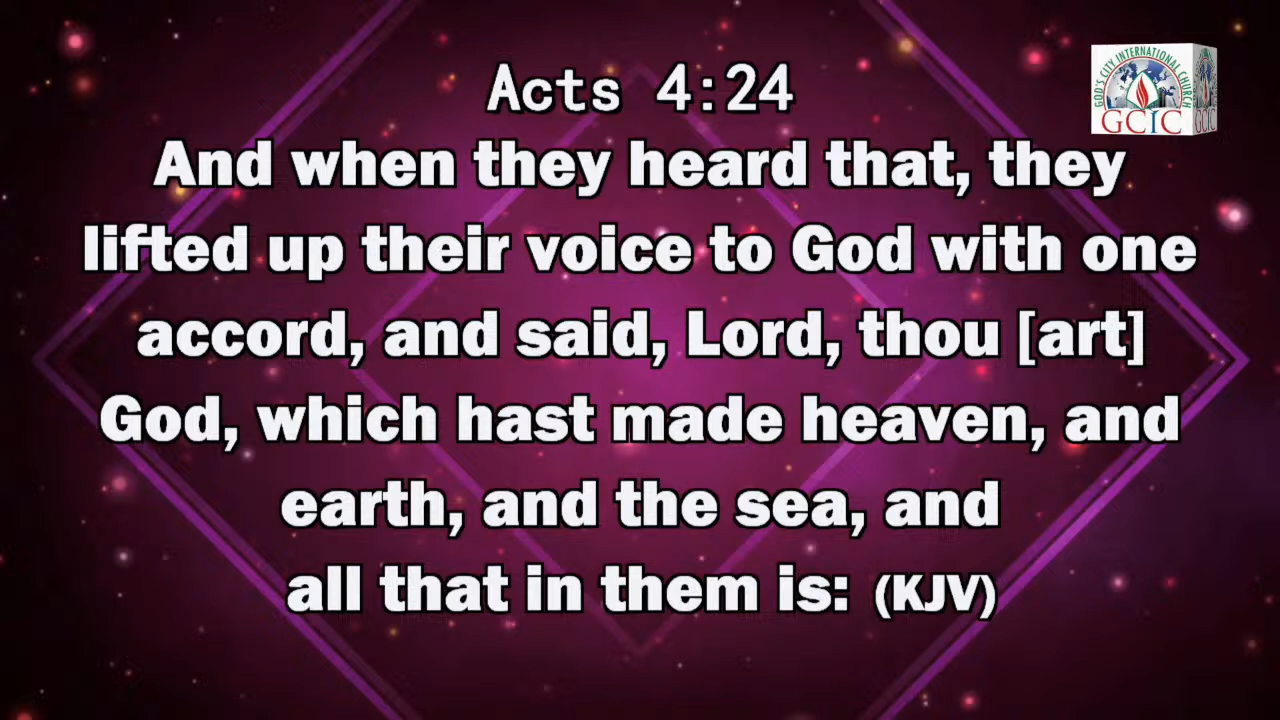 Acts 4:24
And when they heard that, they
lifted up their voice to God with one
accord, and said, Lord, thou [art]
God, which hast made heaven, and
earth, and the sea, and
all that in them is: (KJV)
GOD'S CITY INTERNATIONAL CHURCH
GCIC
GCIC